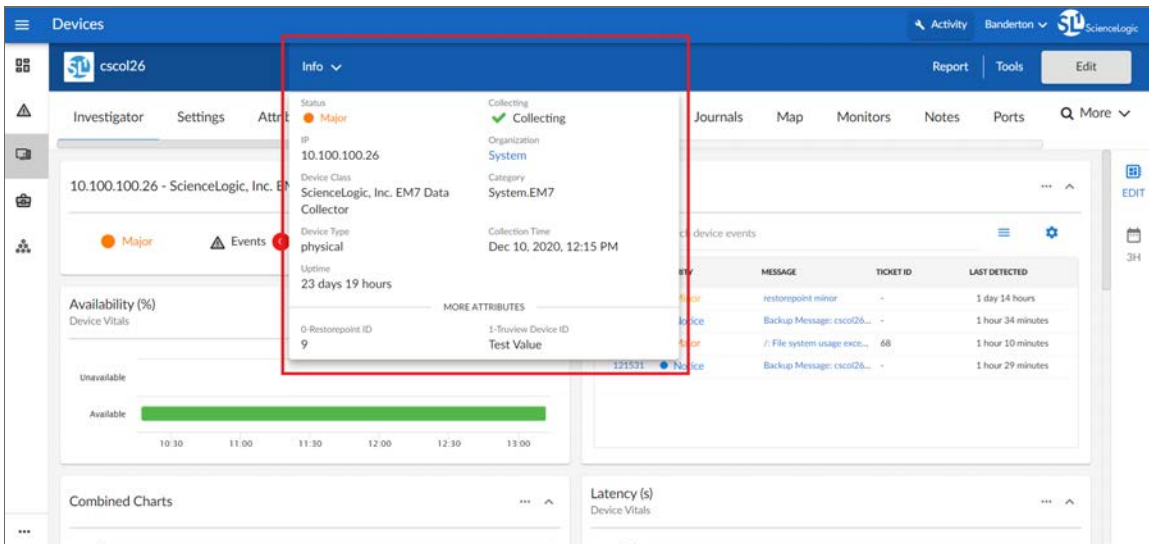 Devices
Activity
Banderton
SL ScienceLogic
cscol26
Info
Report
Tools
Edit
Investigator
Settings
Journals
Map
Monitors
Notes
Ports
More
Status
Major
Collecting
Collecting
IP
10.100.100.26
Organization
System
Device Class
ScienceLogic, Inc. EM7 Data
Collector
Category
System.EM7
Device Type
physical
Collection Time
Dec 10, 2020, 12:15 PM
Uptime
23 days 19 hours
MORE ATTRIBUTES
0-Restorepoint ID
9
1-Truview Device ID
Test Value
10.100.100.26 - ScienceLogic, Inc.
Major
Events
device events
EDIT
3H
MESSAGE
TICKET ID
LAST DETECTED
restorepoint minor
-
1 day 14 hours
Backup Message: cscol26...
-
1 hour 34 minutes
/: File system usage exce...
68
1 hour 10 minutes
121531
Notice
Backup Message: cscol26...
-
1 hour 29 minutes
Availability (%)
Device Vitals
Unavailable
Available
10:30
11:00
11:30
12:00
12:30
13:00
Combined Charts
Latency (s)
Device Vitals